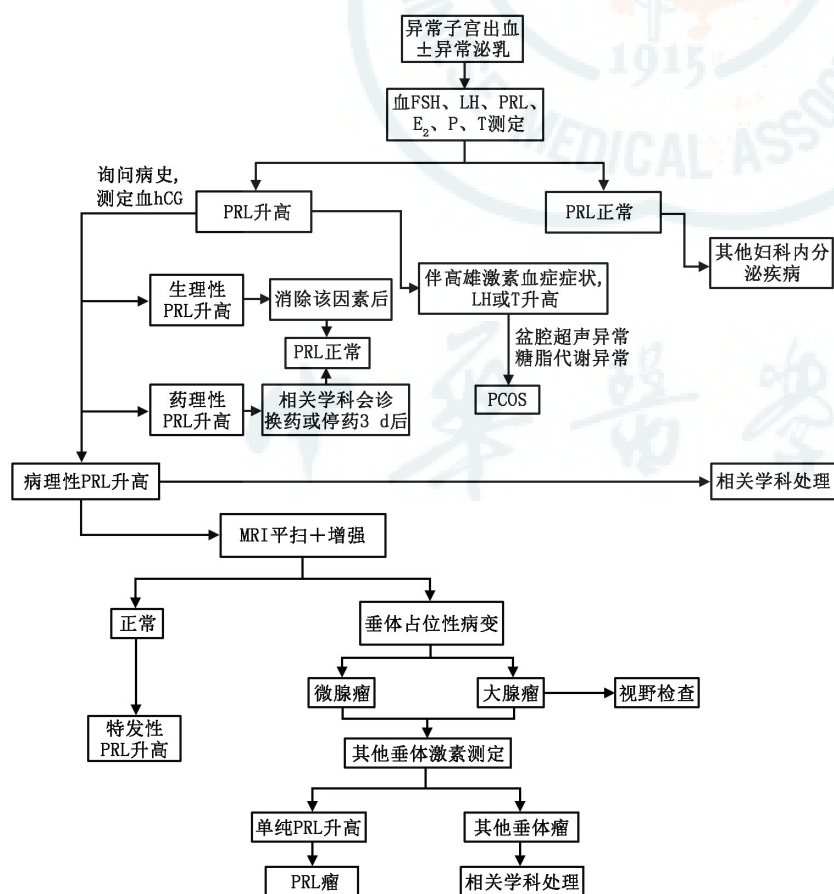 异常子宫出血
±异常泌乳
1915
血FSH、LH、PRL、
E₂、P、T测定
MEDICAL ASSO
询问病史,
测定血hCG
PRL升高
PRL正常
其他妇科内分
泌疾病
生理性
PRL升高
消除该因素后
伴高雄激素血症症状,
LH或T升高
PRL正常
盆腔超声异常
糖脂代谢异常
药理性
PRL升高
相关学科会诊
换药或停药3 d后
PCOS
中华医学
病理性PRL升高
相关学科处理
MRI平扫+增强
正常
垂体占位性病变
微腺瘤
大腺瘤
视野检查
特发性
PRL升高
其他垂体激素测定
单纯PRL升高
其他垂体瘤
PRL瘤
相关学科处理